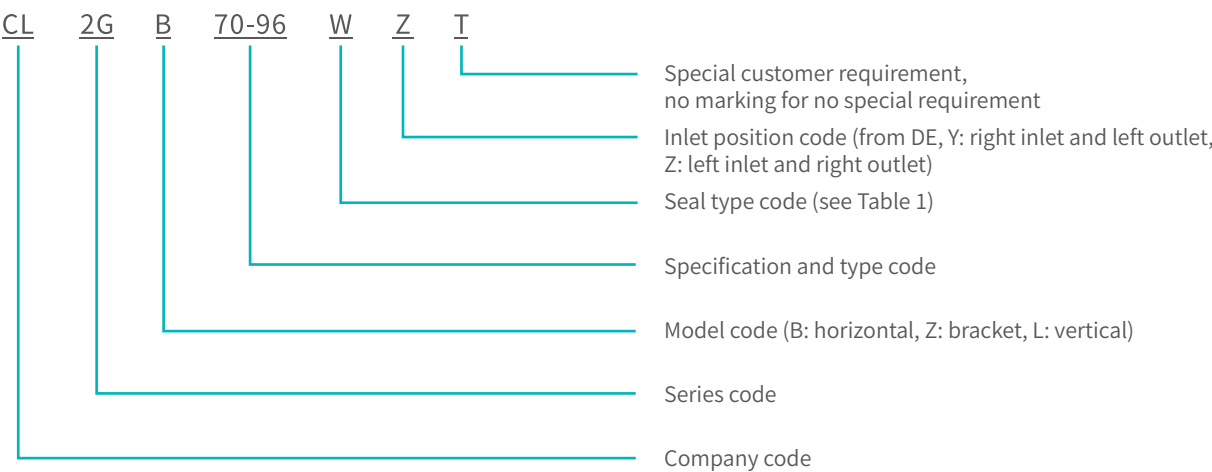 CL 2G B 70-96 W Z T
Special customer requirement,
no marking for no special requirement
Inlet position code (from DE, Y: right inlet and left outlet,
Z: left inlet and right outlet)
Seal type code (see Table 1)
Specification and type code
Model code (B: horizontal, Z: bracket, L: vertical)
Series code
Company code